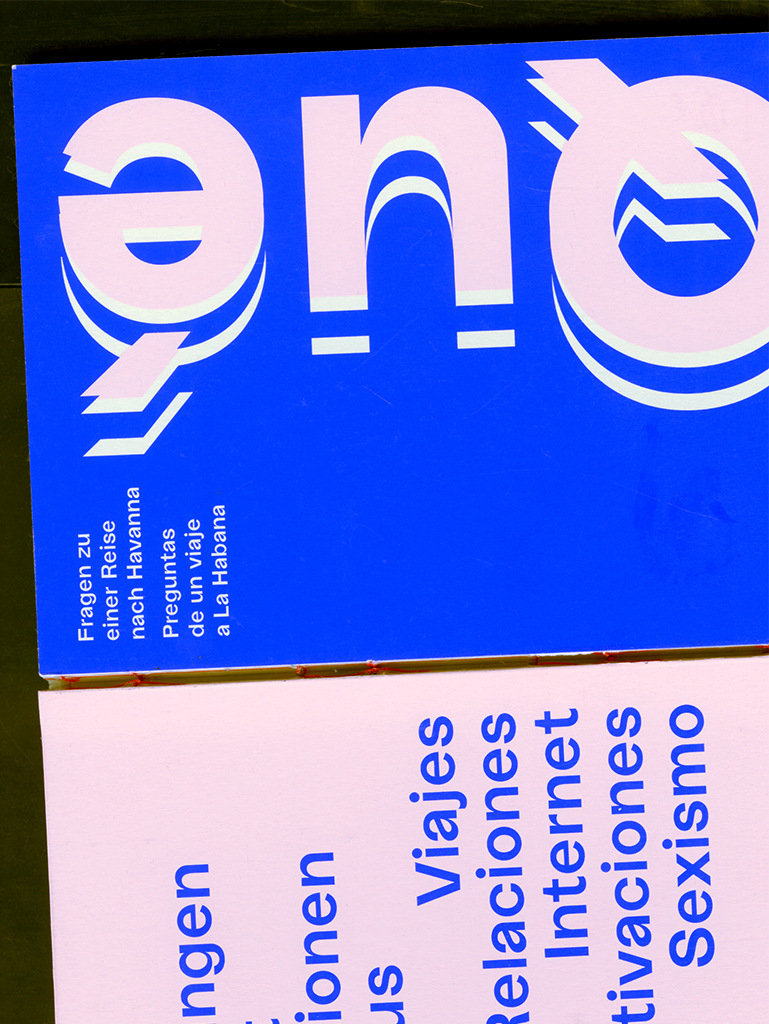 Qué
Fragen zu
einer Reise
nach Havanna
Preguntas
de un viaje
a La Habana
ngen
ionen
us
Viajes
Relaciones
Internet
tivaciones
Sexismo